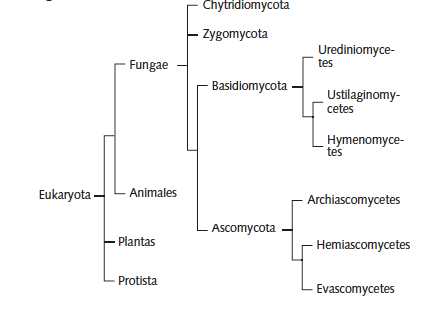 Chytridiomycota
Zygomycota
Urediniomyce-
tes
Fungae
Basidiomycota
Ustilaginomy-
cetes
Hymenomyce-
tes
Eukaryota
Animales
Archiascomycetes
Ascomycota
Plantas
Hemiascomycetes
Protista
Evascomycetes